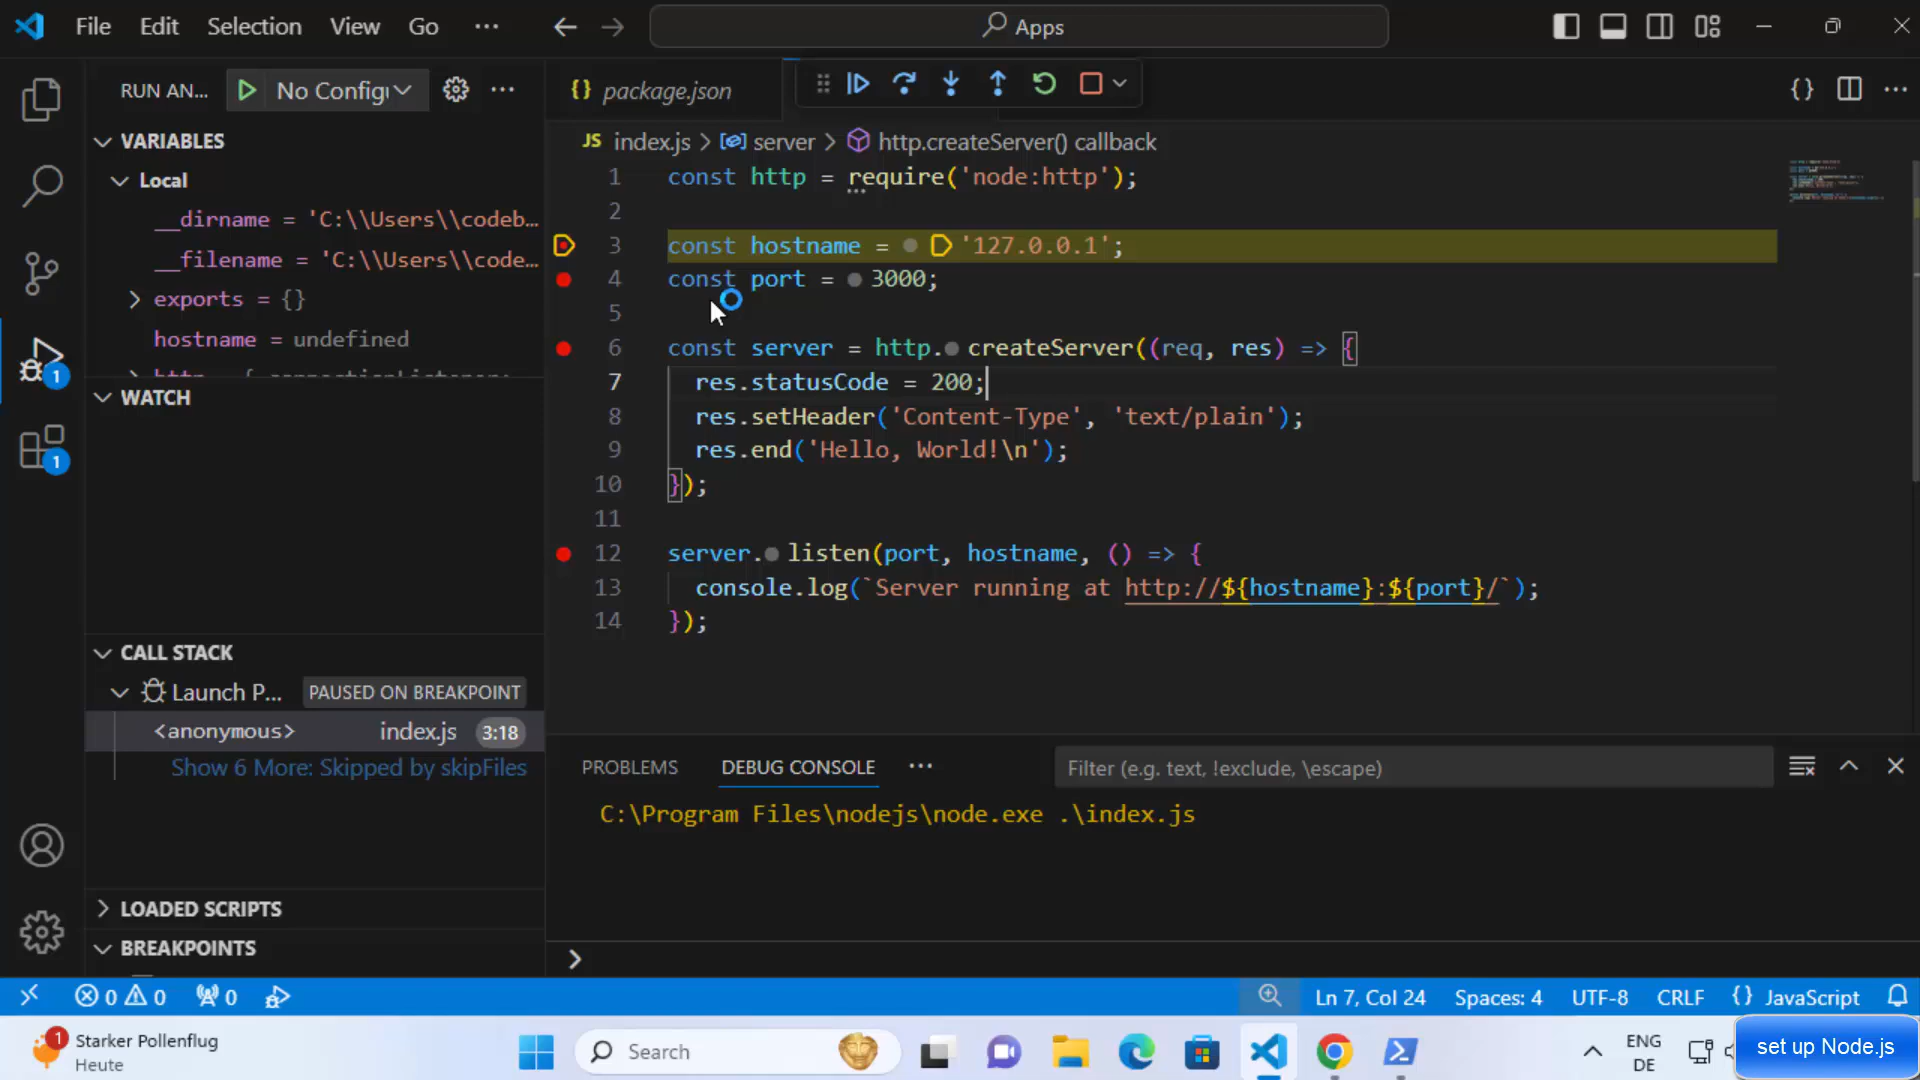 File Edit Selection View Go ··· Apps
RUN AN... No Config
VARIABLES
Local
__dirname = 'C:\\Users\\codeb...
__filename = 'C:\\Users\\code...
exports = {}
hostname = undefined
WATCH
CALL STACK
Launch P... PAUSED ON BREAKPOINT
<anonymous> index.js 3:18
Show 6 More: Skipped by skipFiles
LOADED SCRIPTS
BREAKPOINTS
1
1
{} package.json
JS index.js > server > http.createServer() callback
1 const http = require('node:http');
2
3 const hostname = '127.0.0.1';
4 const port = 3000;
5
6 const server = http.createServer((req, res) => {
7 res.statusCode = 200;
8 res.setHeader('Content-Type', 'text/plain');
9 res.end('Hello, World!\n');
10 });
11
12 server.listen(port, hostname, () => {
13 console.log(`Server running at http://${hostname}:${port}/`);
14 });
PROBLEMS DEBUG CONSOLE ··· Filter (e.g. text, !exclude, \escape)
C:\Program Files\nodejs\node.exe .\index.js
0 0 0 Ln 7, Col 24 Spaces: 4 UTF-8 CRLF {} JavaScript
1 Starker Pollenflug
Heute
Search
ENG
DE
set up Node.js